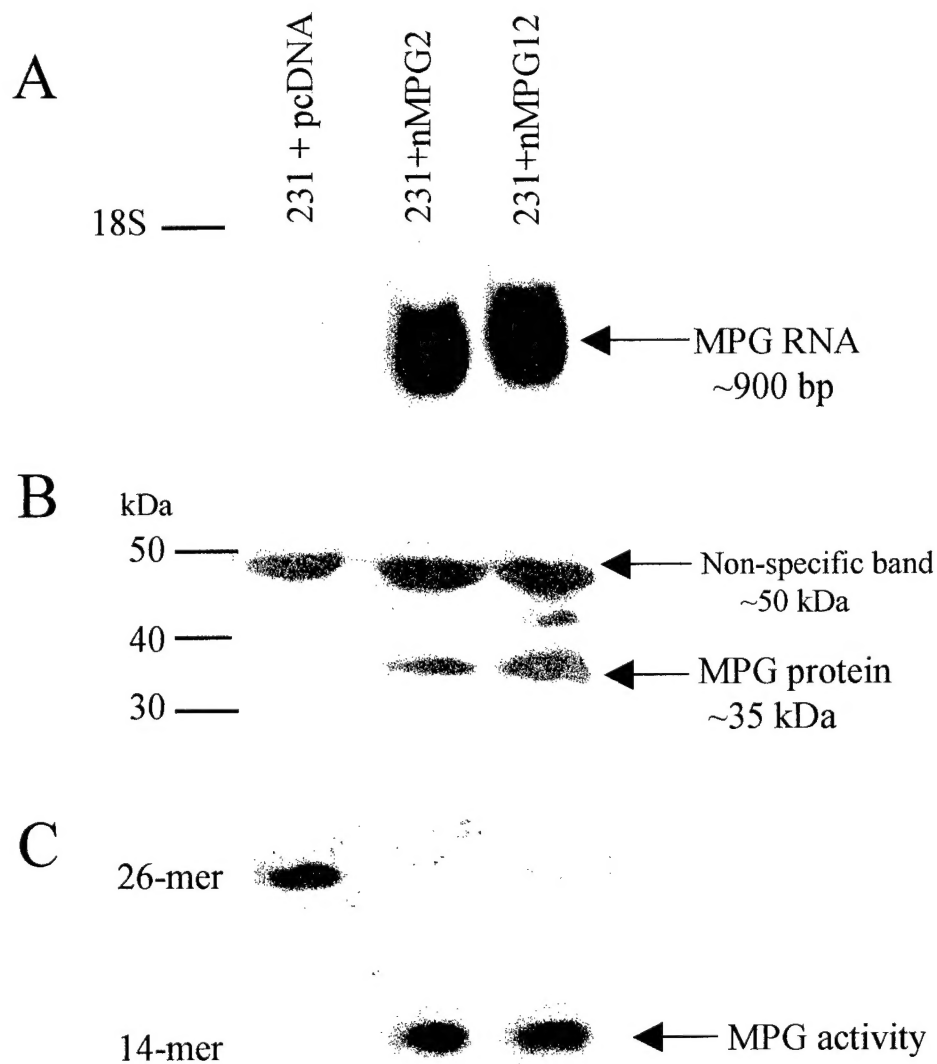 A
231 + pcDNA
231+nMPG2
231+nMPG12
18S
MPG RNA
~900 bp
B
kDa
50
40
30
Non-specific band
~50 kDa
MPG protein
~35 kDa
C
26-mer
14-mer
MPG activity